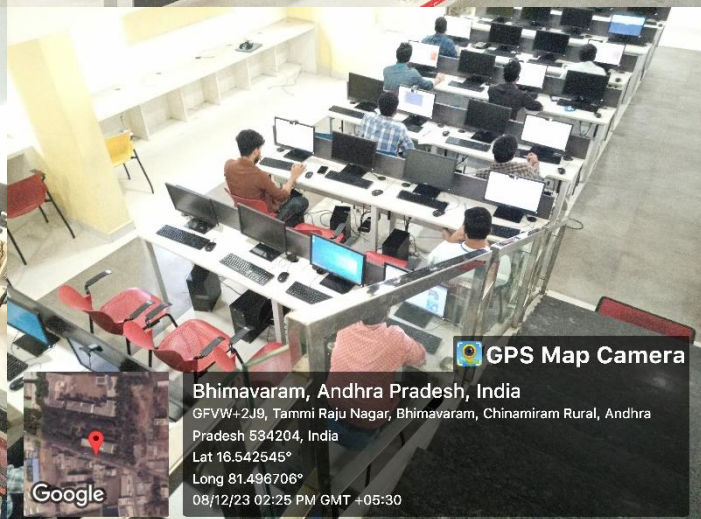 GPS Map Camera
Bhimavaram, Andhra Pradesh, India
GFVW+2J9, Tammi Raju Nagar, Bhimavaram, Chinamiram Rural, Andhra
Pradesh 534204, India
Lat 16.542545°
Long 81.496706°
08/12/23 02:25 PM GMT +05:30
Google